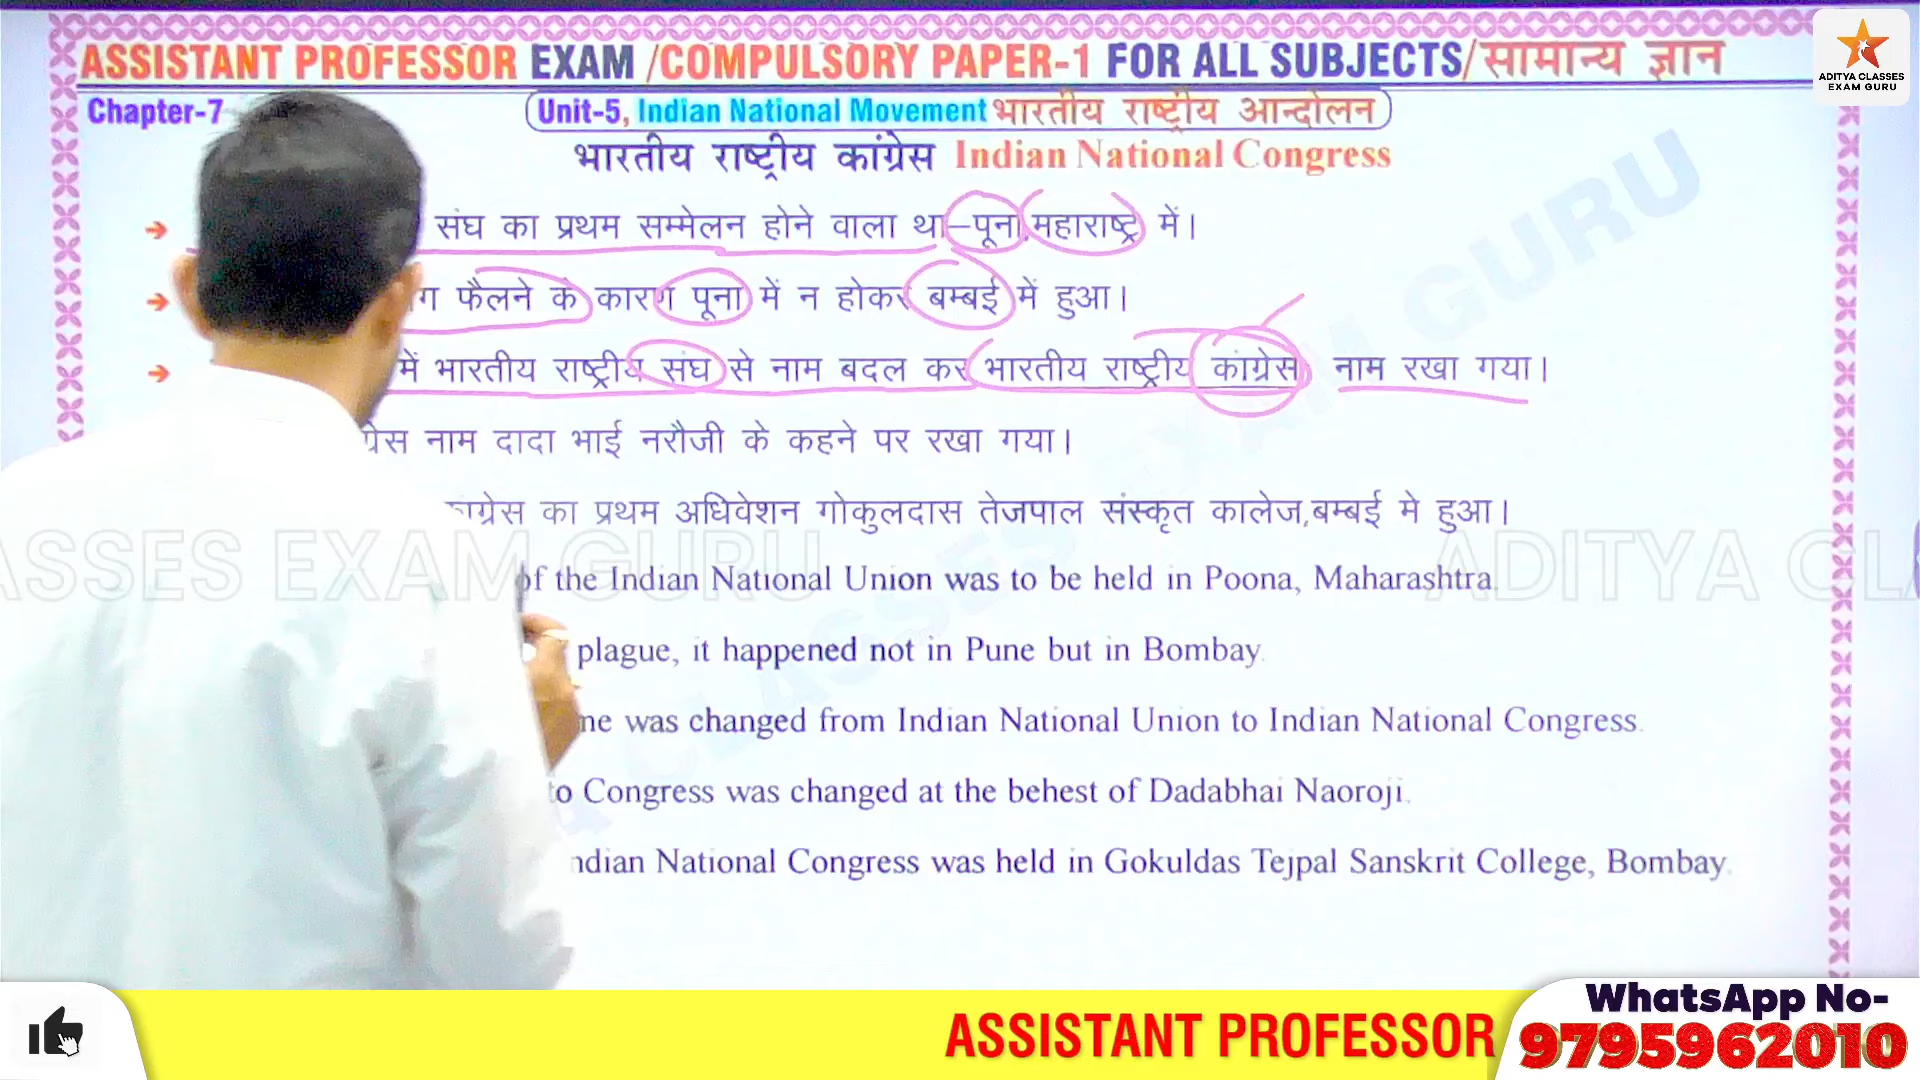 ASSISTANT PROFESSOR EXAM /COMPULSORY PAPER-1 FOR ALL SUBJECTS/सामान्य ज्ञान
ADITYA CLASSES
EXAM GURU
Chapter-7
Unit-5, Indian National Movement भारतीय राष्ट्रीय आन्दोलन
भारतीय राष्ट्रीय कांग्रेस Indian National Congress
संघ का प्रथम सम्मेलन होने वाला था–पूना,महाराष्ट्र में।
फैलने के कारण पूना में न होकर बम्बई में हुआ।
में भारतीय राष्ट्रीय संघ से नाम बदल कर भारतीय राष्ट्रीय कांग्रेस नाम रखा गया।
नाम दादा भाई नरौजी के कहने पर रखा गया।
का प्रथम अधिवेशन गोकुलदास तेजपाल संस्कृत कालेज,बम्बई मे हुआ।
of the Indian National Union was to be held in Poona, Maharashtra.
plague, it happened not in Pune but in Bombay.
was changed from Indian National Union to Indian National Congress.
to Congress was changed at the behest of Dadabhai Naoroji.
National Congress was held in Gokuldas Tejpal Sanskrit College, Bombay.
EXAM GURU
ADITYA
ASSISTANT PROFESSOR
WhatsApp No-
9795962010